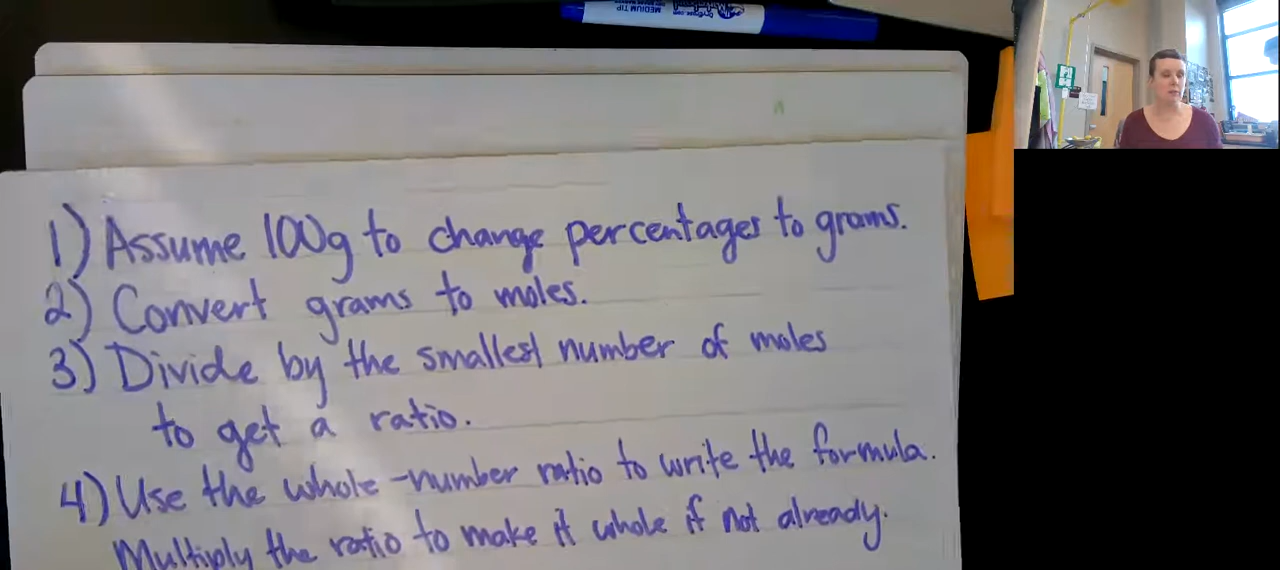 MEDIUM TIP
1) Assume 100g to change percentages to grams.
2) Convert grams to moles.
3) Divide by the smallest number of moles
to get a ratio.
4) Use the whole-number ratio to write the formula.
Multiply the ratio to make it whole if not already.